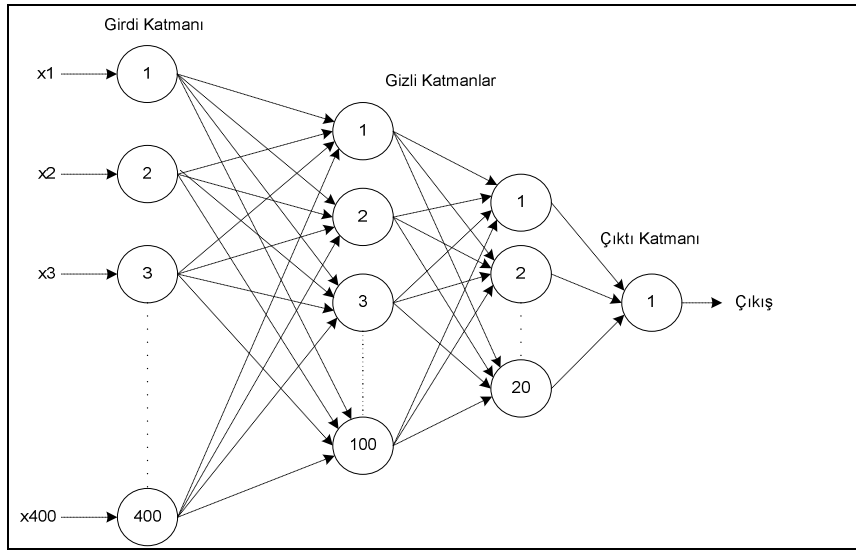 Girdi Katmanı
Gizli Katmanlar
Çıktı Katmanı
x1
1
x2
2
x3
3
x400
400
1
2
3
100
1
2
20
1
Çıkış